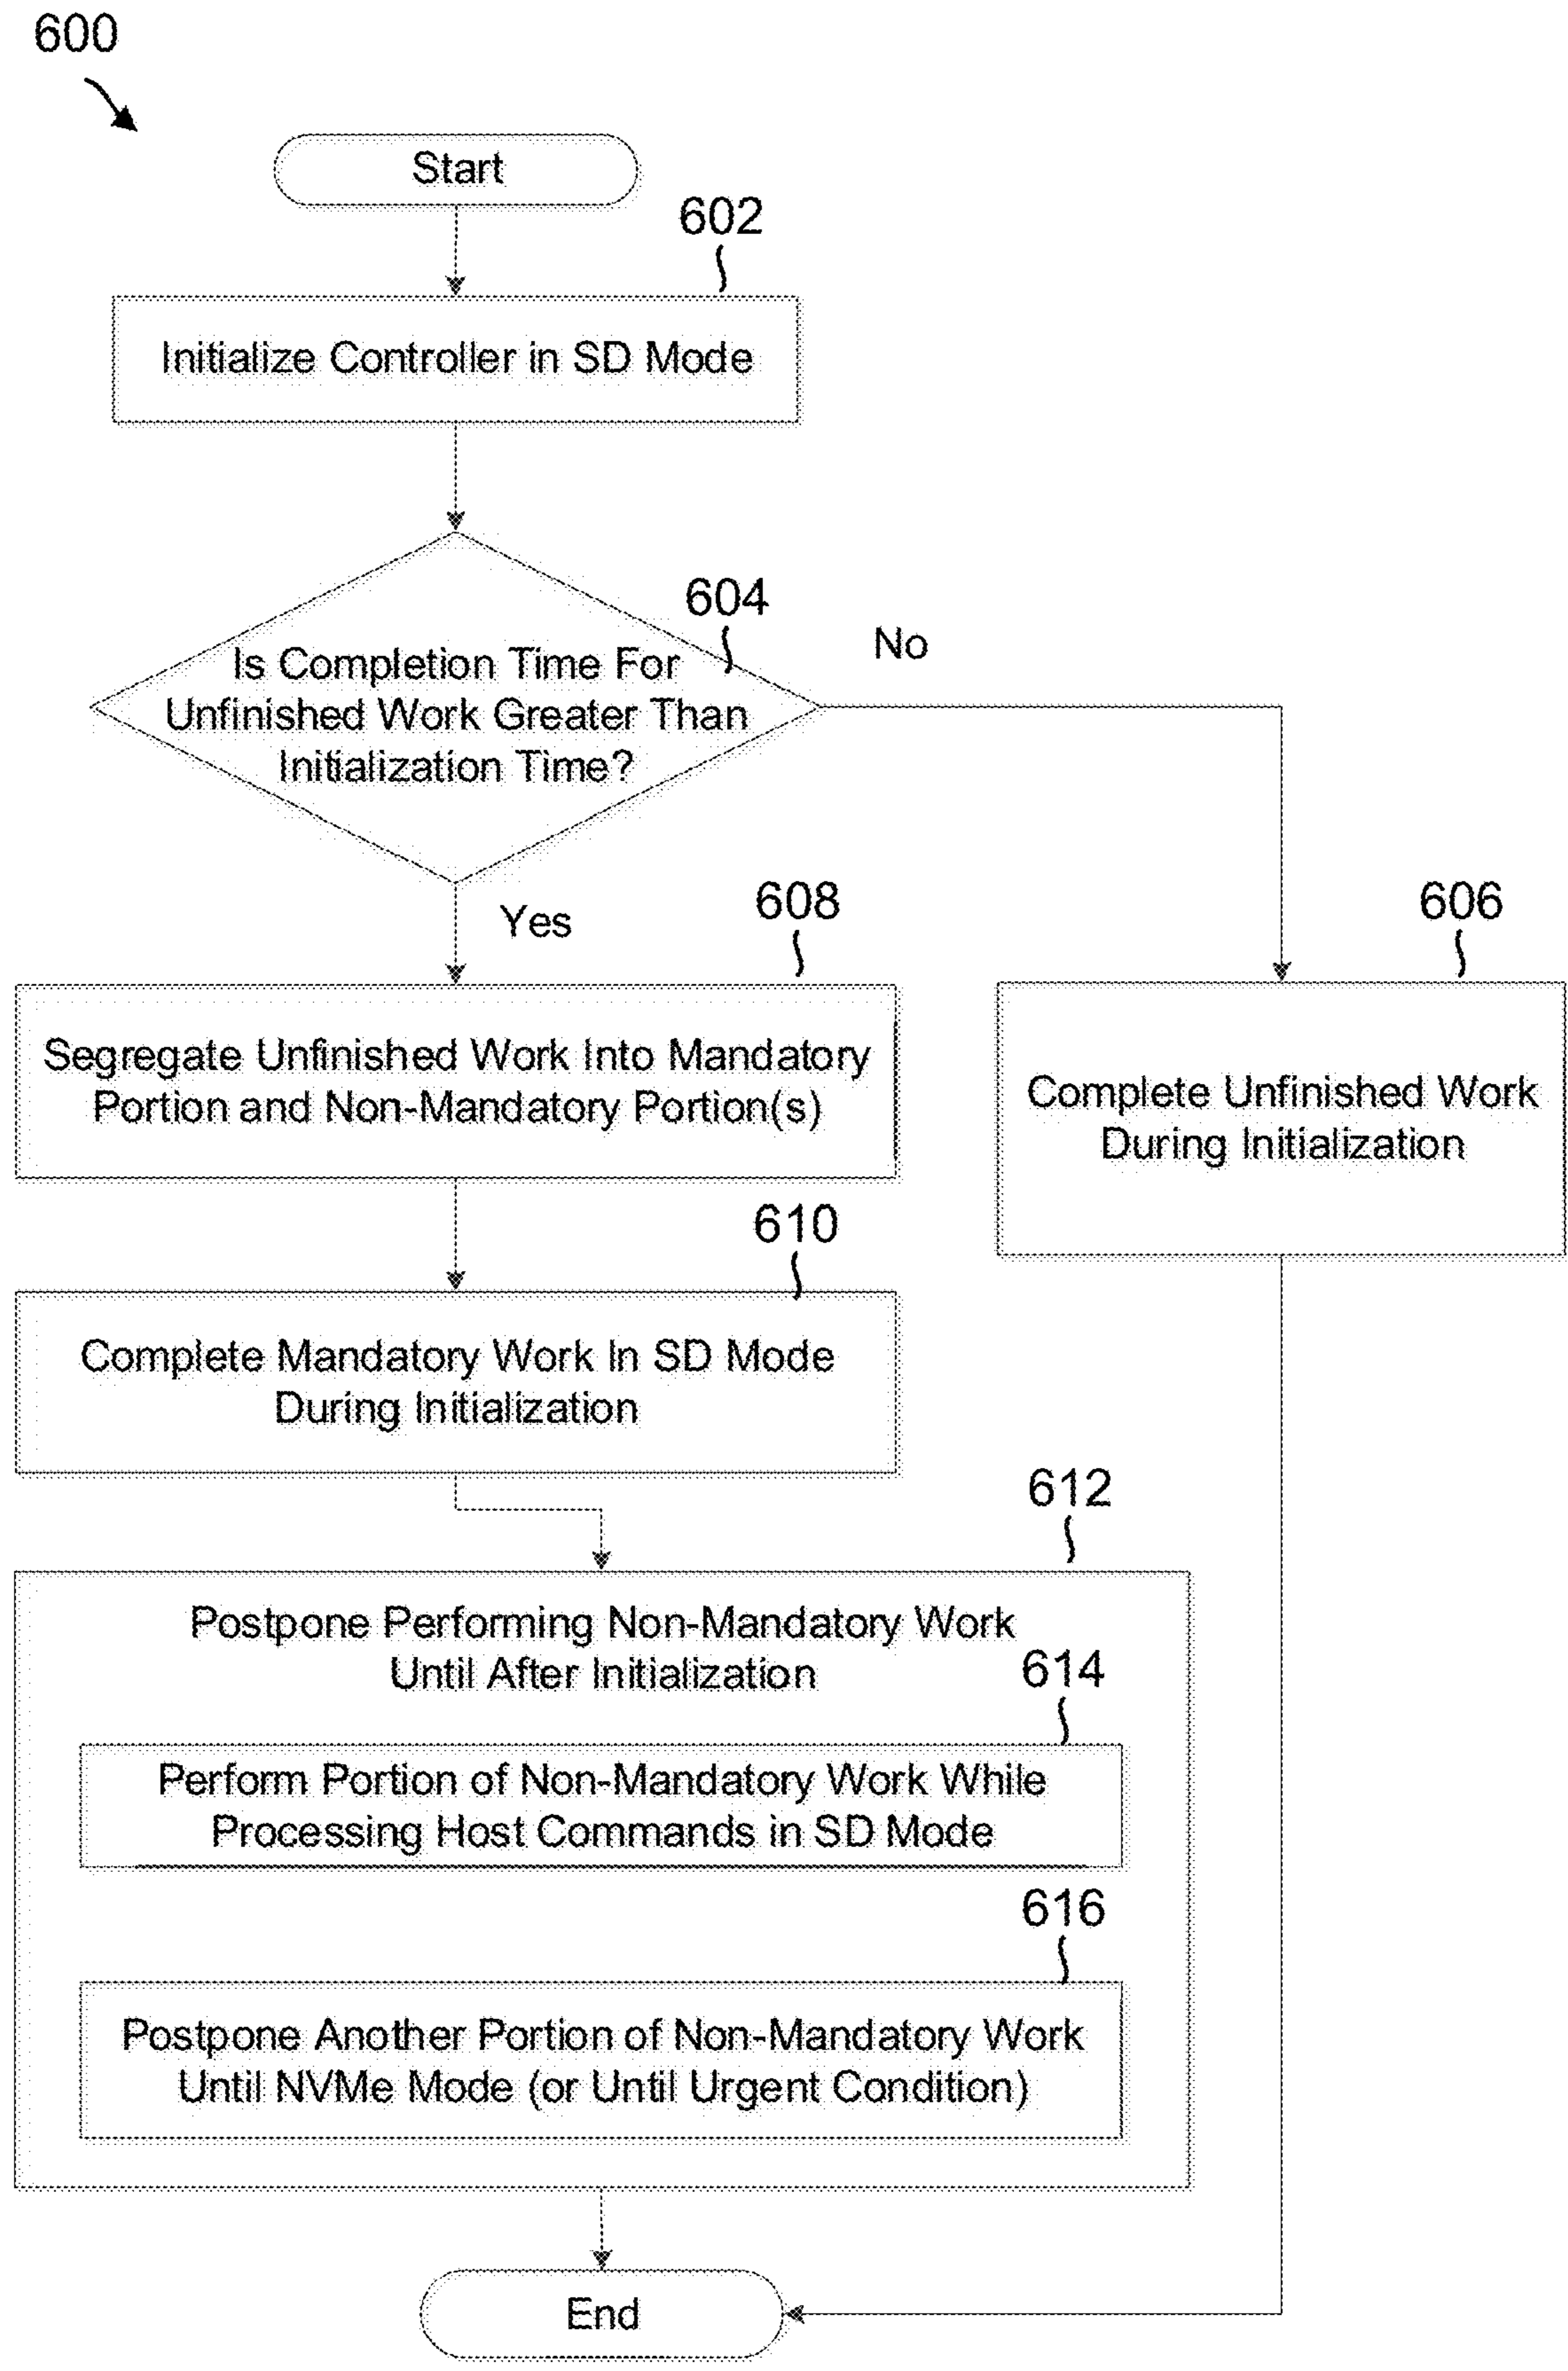 600
Start
602
Initialize Controller in SD Mode
604
Is Completion Time For
Unfinished Work Greater Than
Initialization Time?
No
Yes
608
606
Segregate Unfinished Work Into Mandatory
Portion and Non-Mandatory Portion(s)
Complete Unfinished Work
During Initialization
610
Complete Mandatory Work In SD Mode
During Initialization
612
Postpone Performing Non-Mandatory Work
Until After Initialization
614
Perform Portion of Non-Mandatory Work While
Processing Host Commands in SD Mode
616
Postpone Another Portion of Non-Mandatory Work
Until NVMe Mode (or Until Urgent Condition)
End